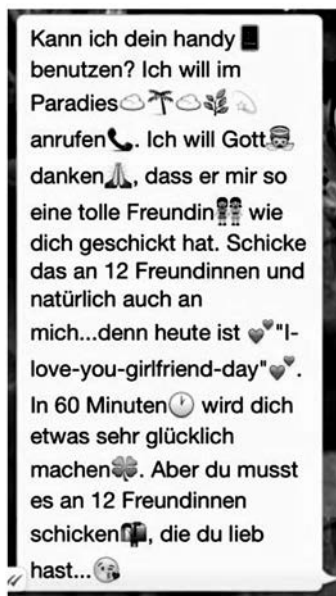 Kann ich dein handy📱
benutzen? Ich will im
Paradies☁🌴☁🌿💫
anrufen📞. Ich will Gott👼
danken🙏, dass er mir so
eine tolle Freundin👭 wie
dich geschickt hat. Schicke
das an 12 Freundinnen und
natürlich auch an
mich...denn heute ist 💕"I-
love-you-girlfriend-day"💕.
In 60 Minuten🕐 wird dich
etwas sehr glücklich
machen🍀. Aber du musst
es an 12 Freundinnen
schicken📬, die du lieb
hast...😘